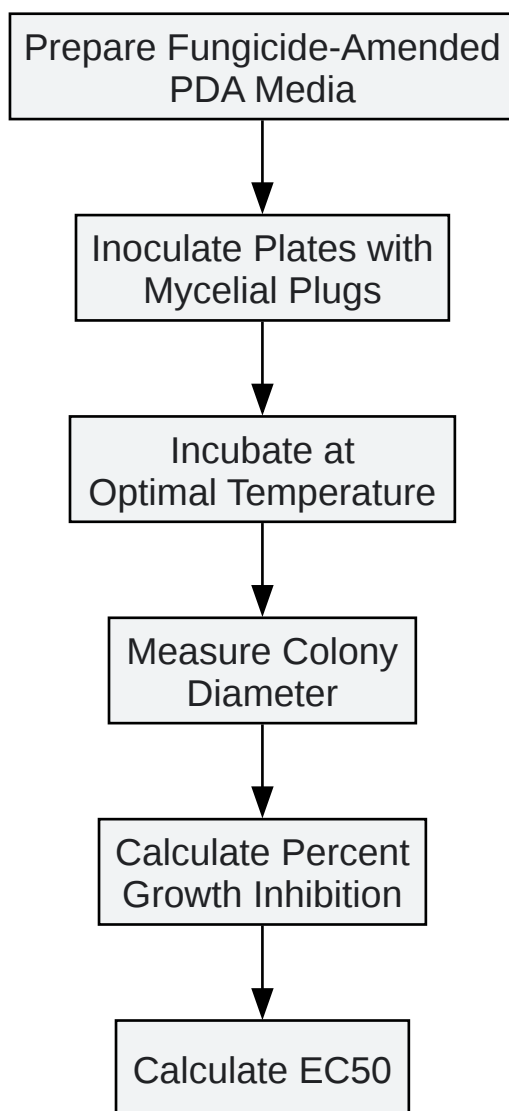 Prepare Fungicide-Amended
PDA Media
Inoculate Plates with
Mycelial Plugs
Incubate at
Optimal Temperature
Measure Colony
Diameter
Calculate Percent
Growth Inhibition
Calculate EC50